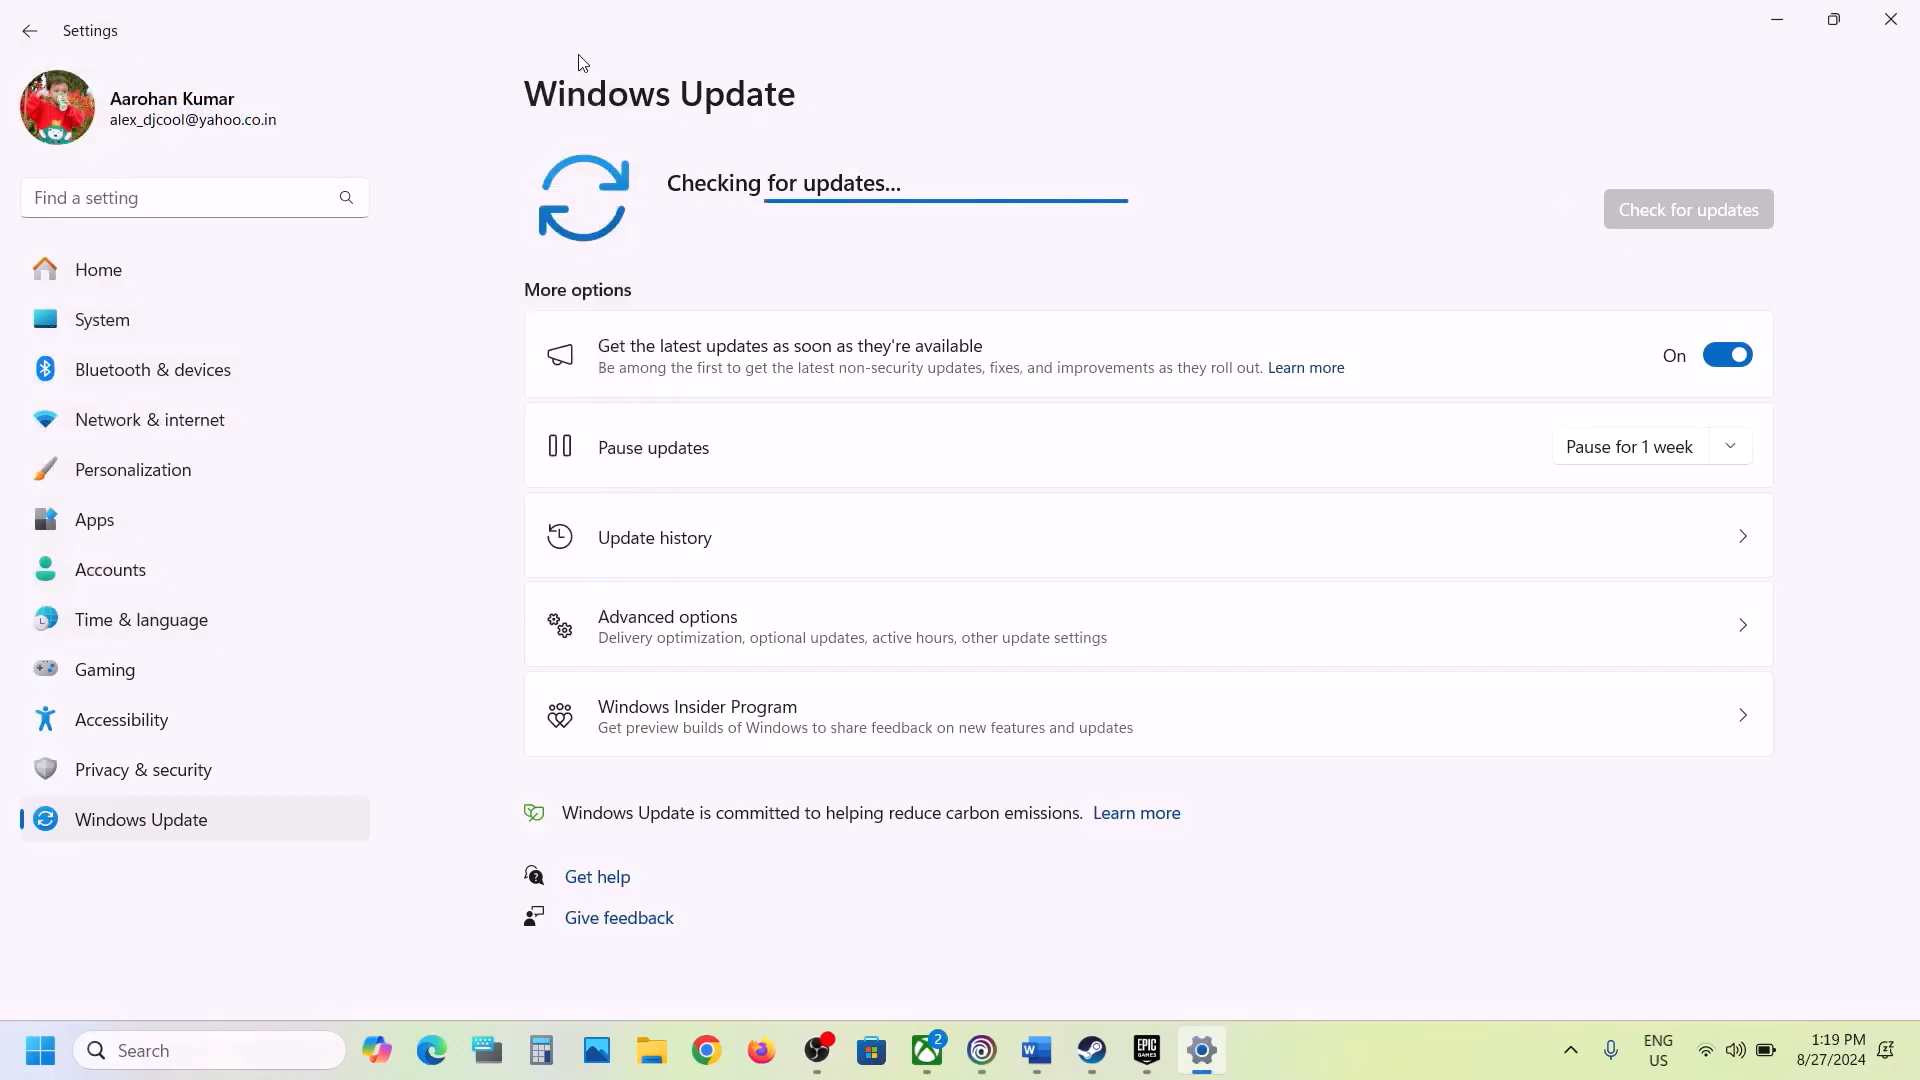 Settings
Aarohan Kumar
alex_djcool@yahoo.co.in
Find a setting
Home
System
Bluetooth & devices
Network & internet
Personalization
Apps
Accounts
Time & language
Gaming
Accessibility
Privacy & security
Windows Update
Windows Update
Checking for updates...
Check for updates
More options
Get the latest updates as soon as they're available
Be among the first to get the latest non-security updates, fixes, and improvements as they roll out. Learn more
On
Pause updates
Pause for 1 week
Update history
Advanced options
Delivery optimization, optional updates, active hours, other update settings
Windows Insider Program
Get preview builds of Windows to share feedback on new features and updates
Windows Update is committed to helping reduce carbon emissions. Learn more
Get help
Give feedback
Search
2
W
EPIC
GAMES
ENG
US
1:19 PM
8/27/2024